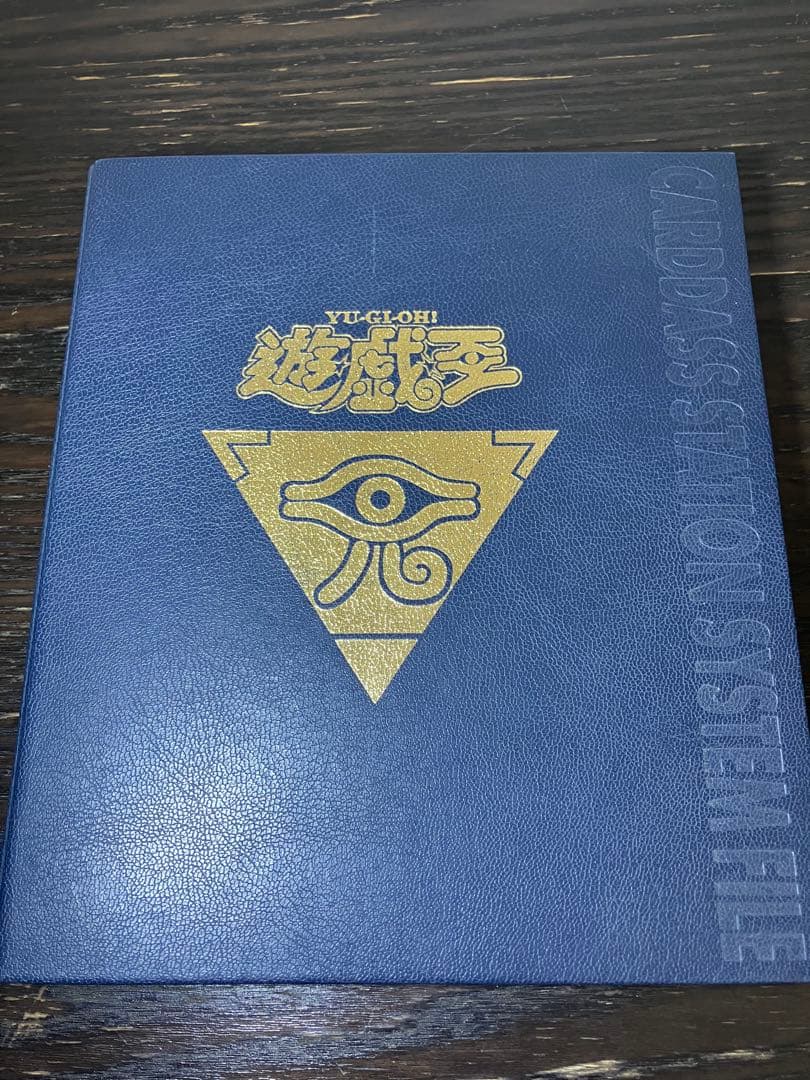 YU-GI-OH!
遊戯王
CARDDASS STATION SYSTEM FILE